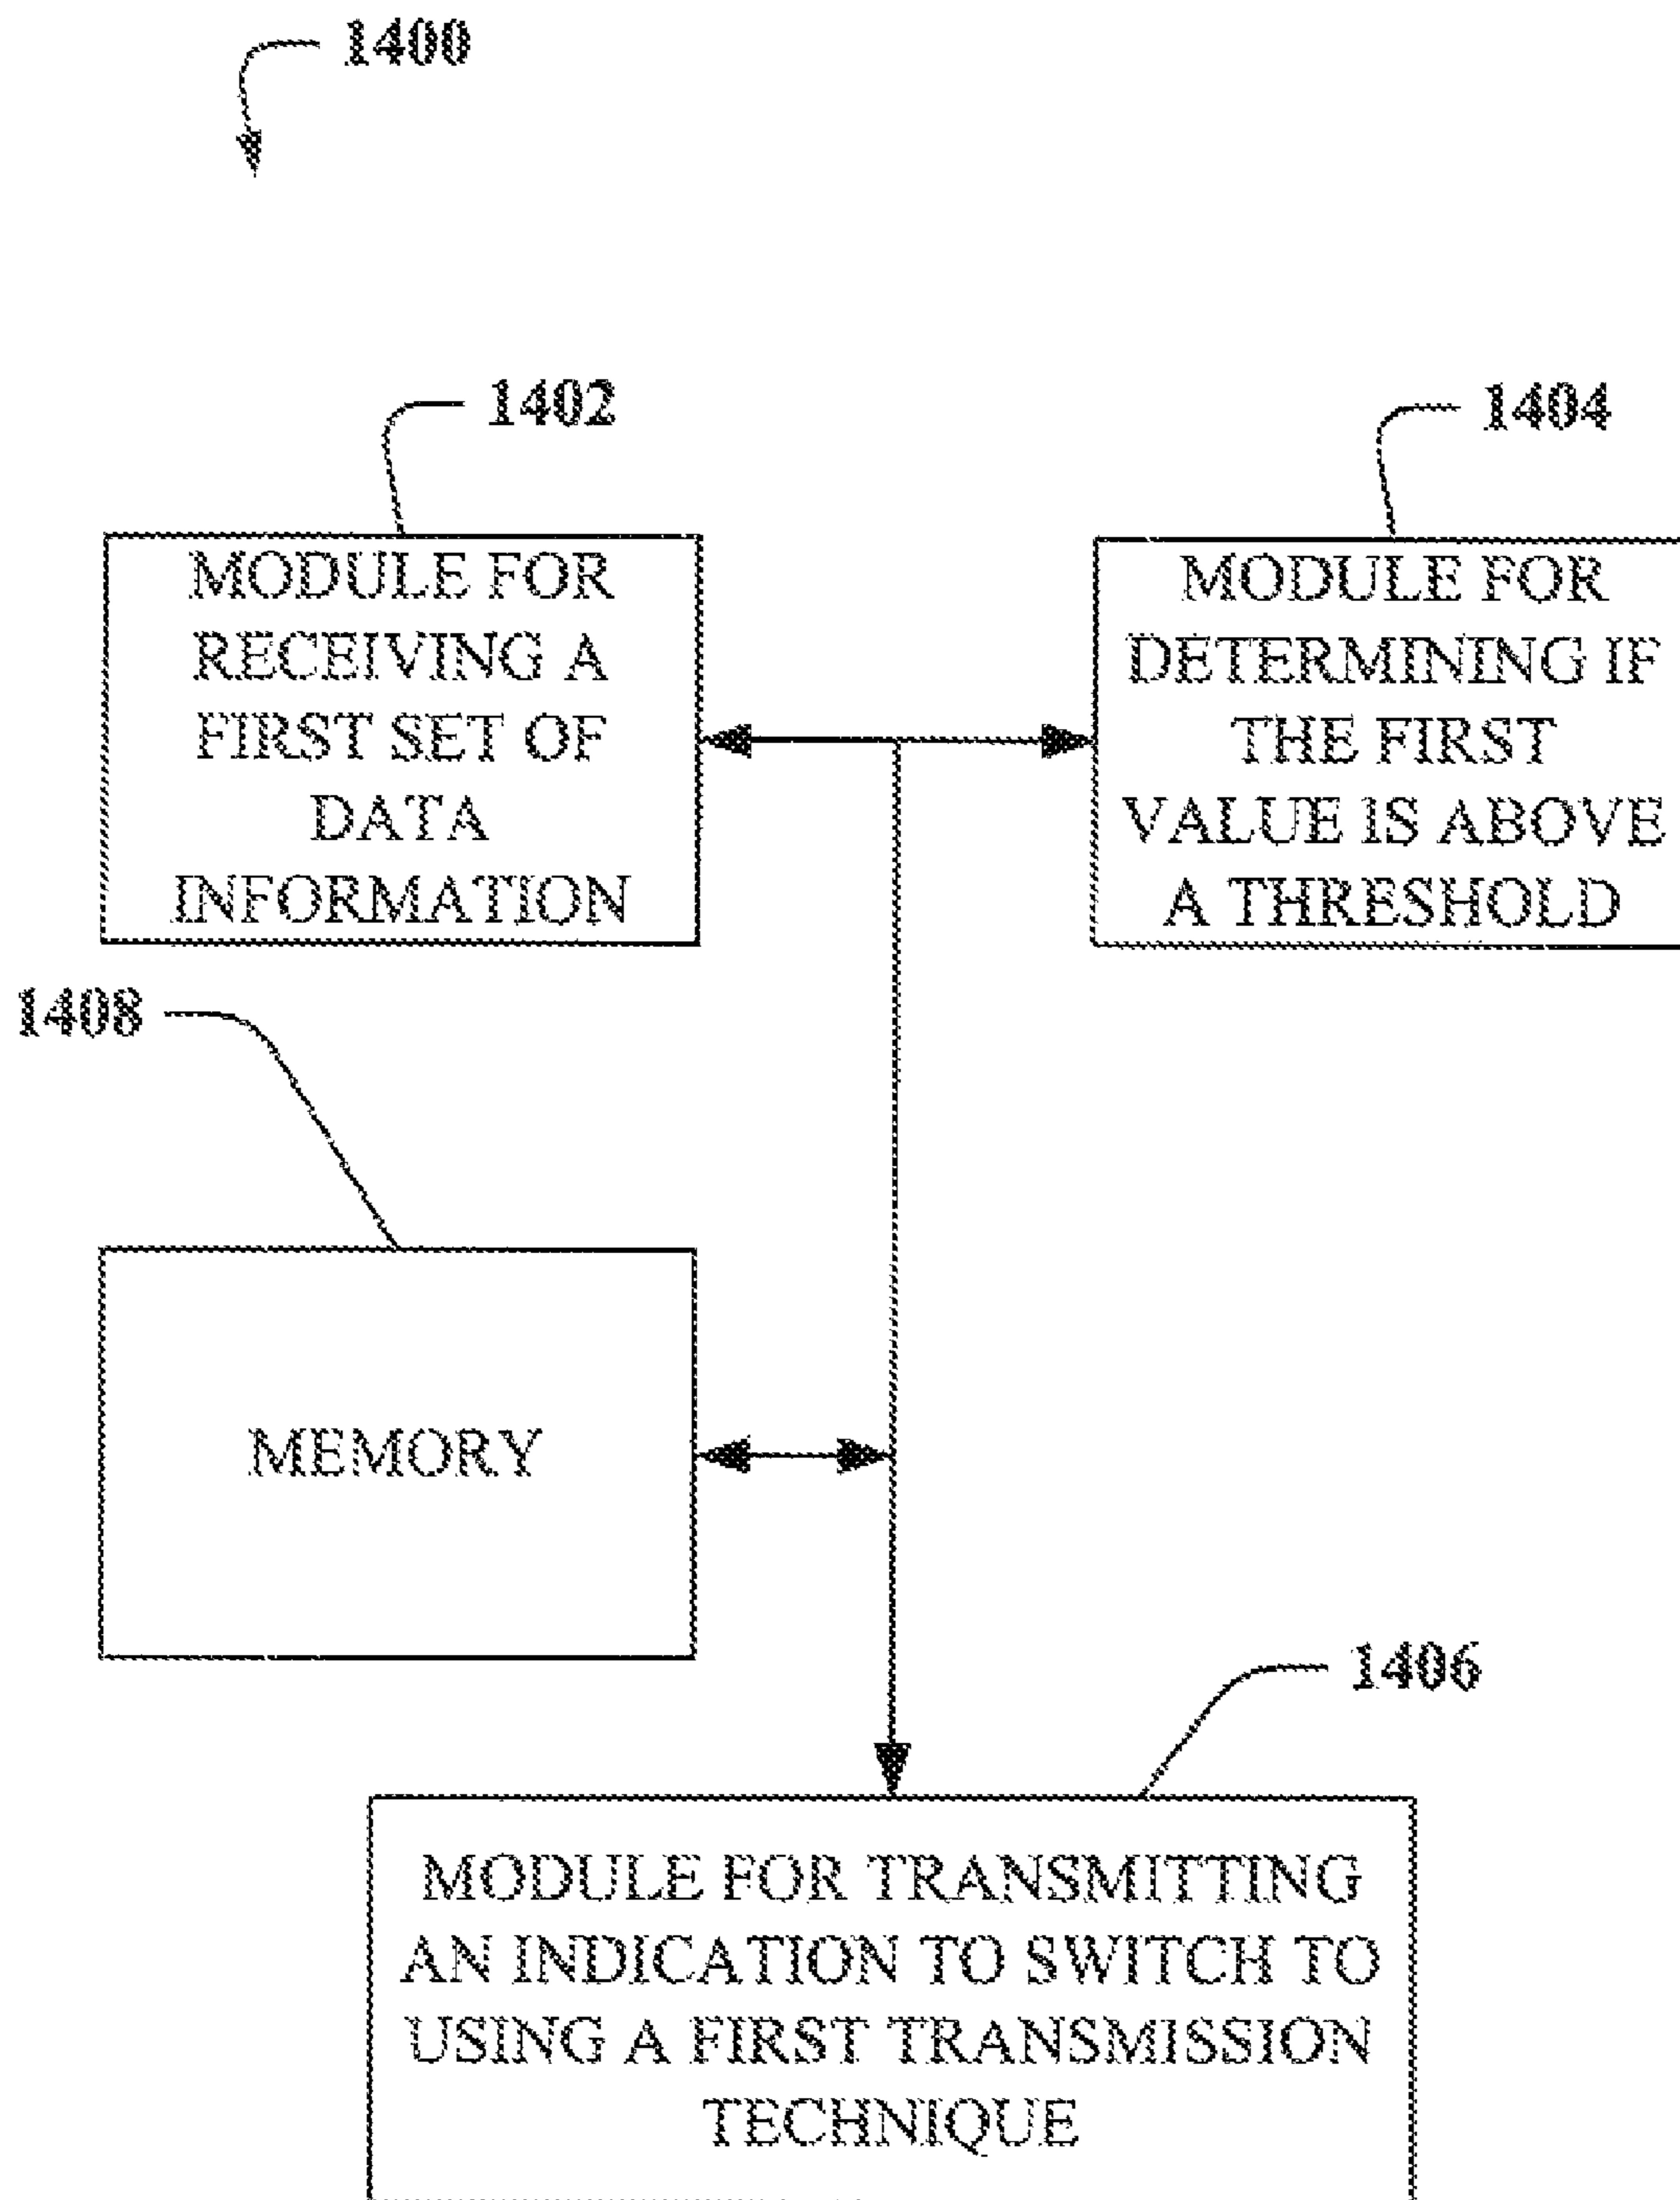 1400
1402
1404
MODULE FOR
RECEIVING A
FIRST SET OF
DATA
INFORMATION
MODULE FOR
DETERMINING IF
THE FIRST
VALUE IS ABOVE
A THRESHOLD
1408
MEMORY
1406
MODULE FOR TRANSMITTING
AN INDICATION TO SWITCH TO
USING A FIRST TRANSMISSION
TECHNIQUE